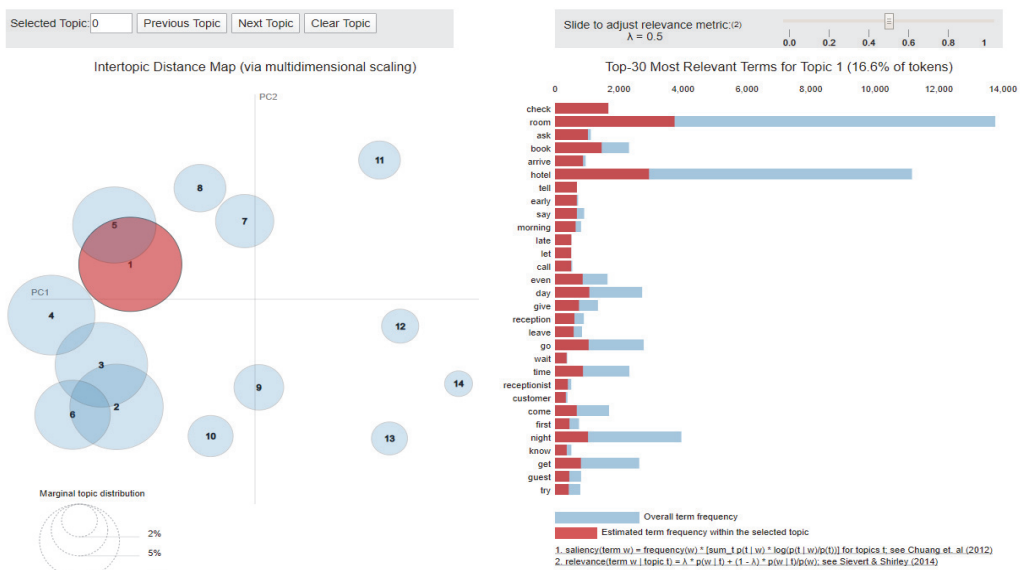 Selected Topic: 0 Previous Topic Next Topic Clear Topic
Slide to adjust relevance metric:(2)
λ = 0.5
0.0 0.2 0.4 0.6 0.8 1
Intertopic Distance Map (via multidimensional scaling)
PC2
PC1
11
8
7
5
1
4
12
3
14
9
2
6
10
13
Marginal topic distribution
2%
5%
Top-30 Most Relevant Terms for Topic 1 (16.6% of tokens)
0 2,000 4,000 6,000 8,000 10,000 12,000 14,000
check
room
ask
book
arrive
hotel
tell
early
say
morning
late
let
call
even
day
give
reception
leave
go
wait
time
receptionist
customer
come
first
night
know
get
guest
try
Overall term frequency
Estimated term frequency within the selected topic
1. saliency(term w) = frequency(w) * [sum_t p(t | w) * log(p(t | w)/p(t))] for topics t; see Chuang et. al (2012)
2. relevance(term w | topic t) = λ * p(w | t) + (1 - λ) * p(w | t)/p(w); see Sievert & Shirley (2014)